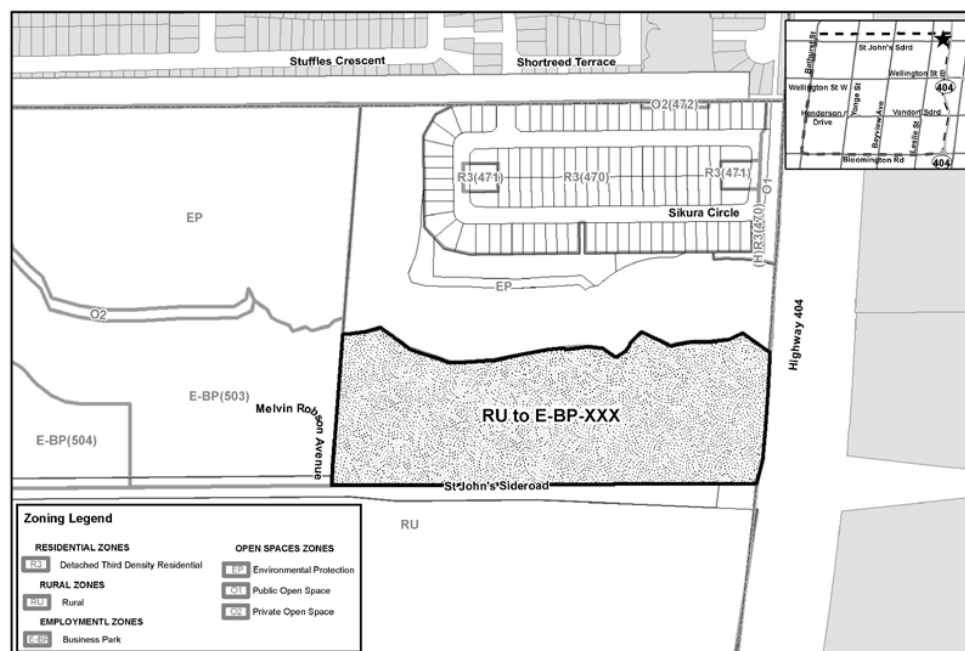 Stuffles Crescent
Shortreed Terrace
Bathurst St
St John's Sdrd
Wellington St E
Wellington St W
404
Yonge St
Henderson
Drive
Bayview Ave
Leslie St
Vandorf Sdrd
Bloomington Rd
404
O2(472)
R3(471)
R3(470)
R3(471)
O1
Sikura Circle
(H)R3(470)
EP
EP
O2
Highway 404
E-BP(503)
Melvin Robson
Avenue
RU to E-BP-XXX
E-BP(504)
St John's Sideroad
RU
Zoning Legend
RESIDENTIAL ZONES
R3 Detached Third Density Residential
RURAL ZONES
RU Rural
EMPLOYMENTL ZONES
E-BP Business Park
OPEN SPACES ZONES
EP Environmental Protection
O1 Public Open Space
O2 Private Open Space